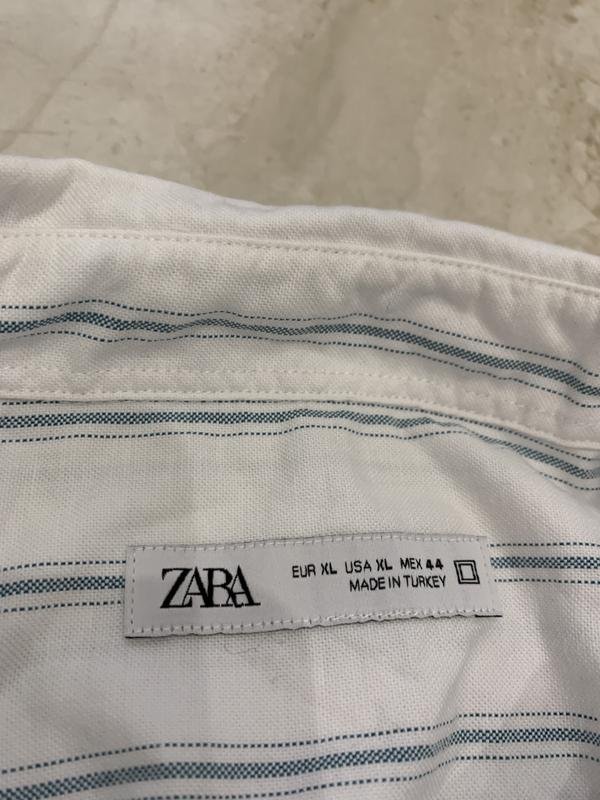 ZARA
EUR XL USA XL MEX 44
MADE IN TURKEY